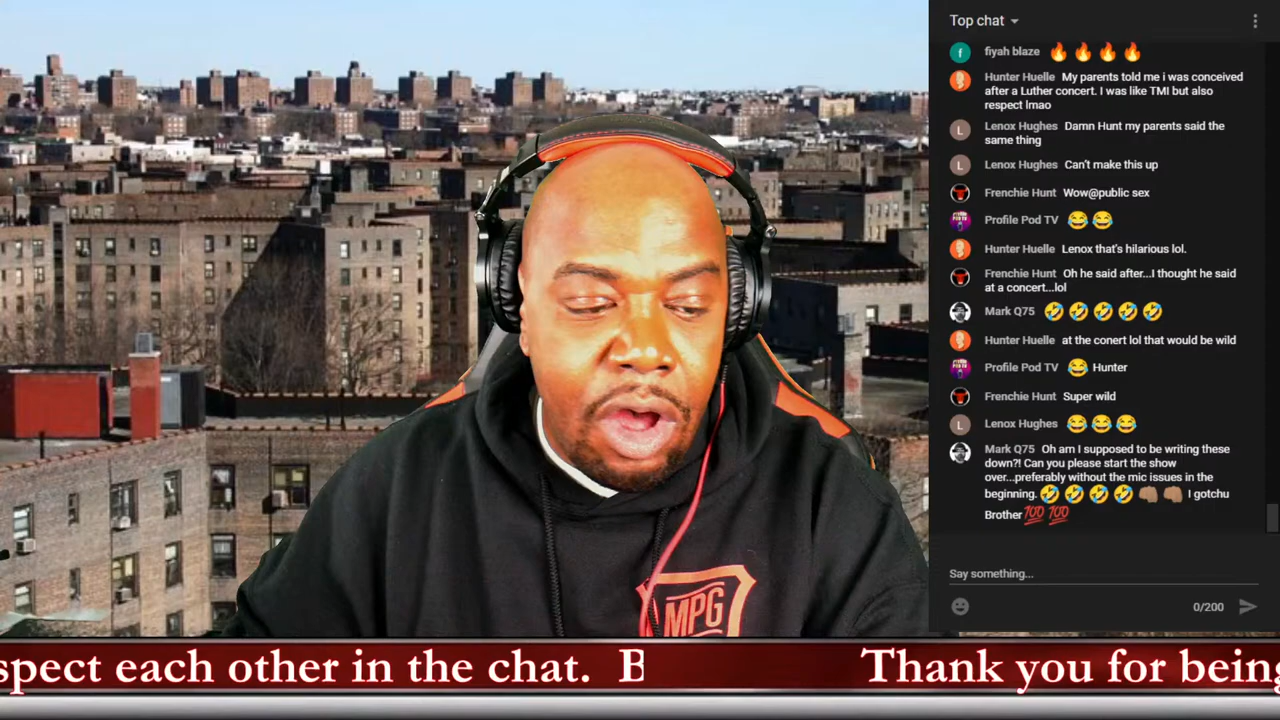 Top chat
fiyah blaze 🔥🔥🔥🔥
Hunter Huelle My parents told me i was conceived
after a Luther concert. I was like TMI but also
respect lmao
L Lenox Hughes Damn Hunt my parents said the
same thing
L Lenox Hughes Can't make this up
Frenchie Hunt Wow@public sex
Profile Pod TV 😂😂
Hunter Huelle Lenox that's hilarious lol.
Frenchie Hunt Oh he said after...I thought he said
at a concert...lol
Mark Q75 🤣🤣🤣🤣🤣
Hunter Huelle at the conert lol that would be wild
Profile Pod TV 😂 Hunter
Frenchie Hunt Super wild
L Lenox Hughes 😂😂😂
Mark Q75 Oh am I supposed to be writing these
down?! Can you please start the show
over...preferably without the mic issues in the
beginning. 🤣🤣🤣🤣👊🏾👊🏾 I gotchu
Brother💯💯
Say something...
0/200
MPG
spect each other in the chat. B
Thank you for being